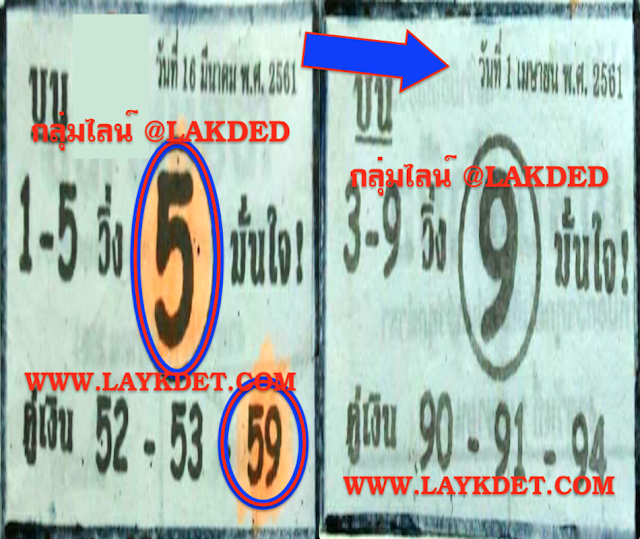 วันที่ 16 มีนาคม พ.ศ. 2561
บน
กลุ่มไลน์ @LAKDED
1-5 วิ่ง 5 มั่นใจ!
WWW.LAYKDET.COM
คู่เงิน 52 - 53 - 59
วันที่ 1 เมษายน พ.ศ. 2561
บน
กลุ่มไลน์ @LAKDED
3-9 วิ่ง 9 มั่นใจ!
คู่เงิน 90 - 91 - 94
WWW.LAYKDET.COM